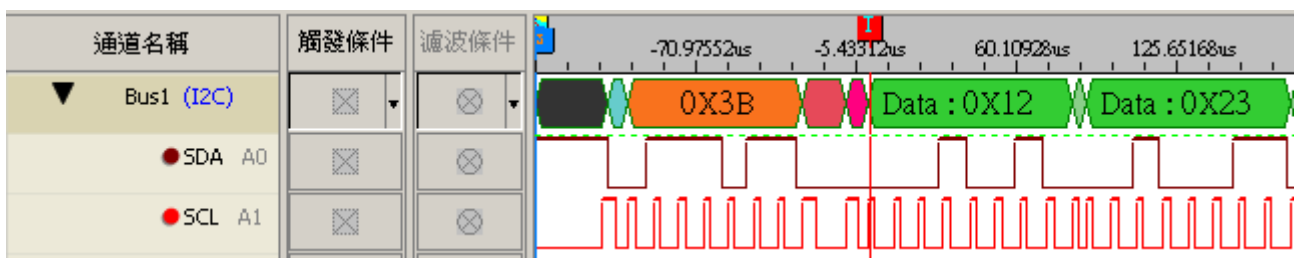 通道名稱 觸發條件 濾波條件 3 T -70.97552us -5.43312us 60.10928us 125.65168us
Bus1 (I2C) 0X3B Data : 0X12 Data : 0X23
SDA A0
SCL A1